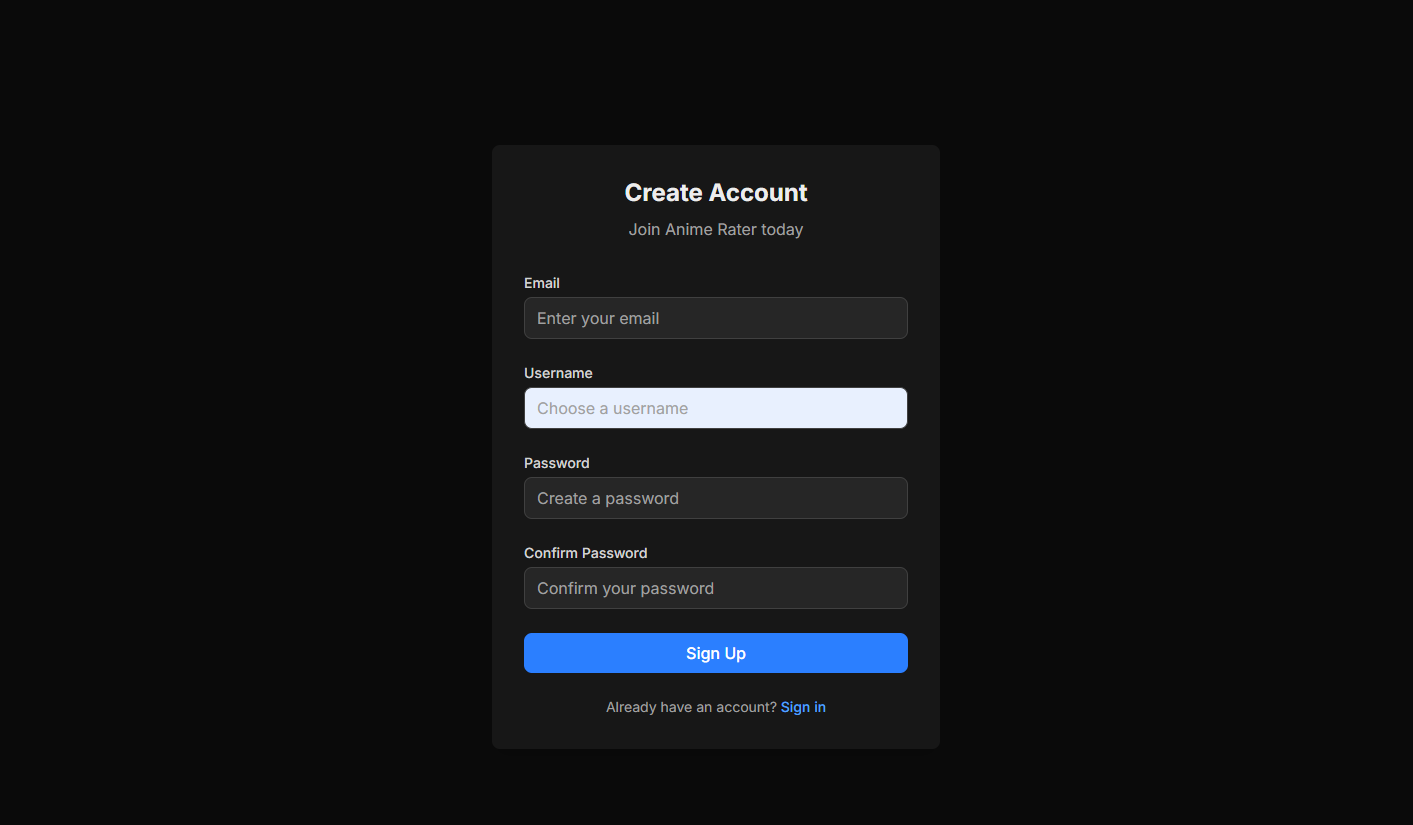 Create Account
Join Anime Rater today
Email
Enter your email
Username
Choose a username
Password
Create a password
Confirm Password
Confirm your password
Sign Up
Already have an account? Sign in